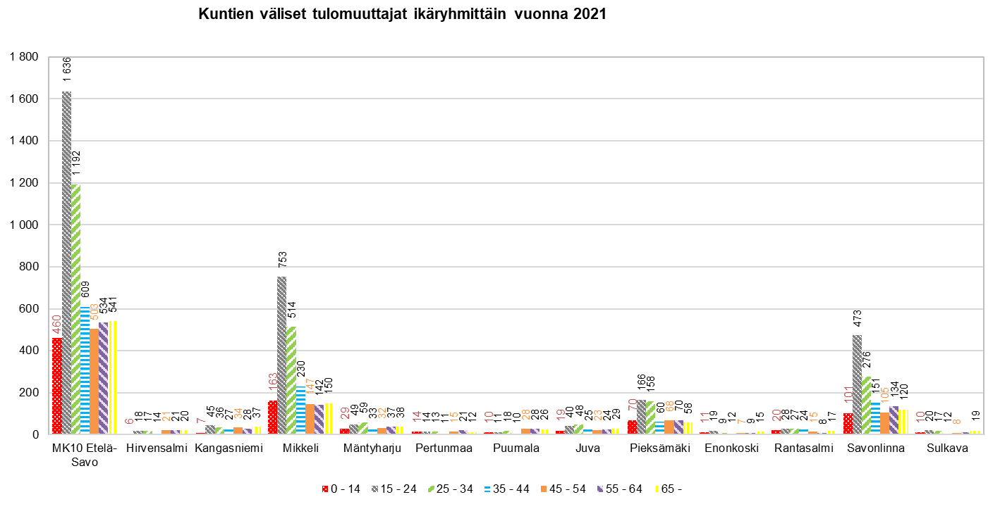 Kuntien väliset tulomuuttajat ikäryhmittäin vuonna 2021
1 800
1 600
1 400
1 200
1 000
800
600
400
200
0
460 1 636 1 192 609 503 534 541
6 18 17 14 21 21 20
7 45 36 27 34 28 37
163 753 514 230 147 142 150
29 49 59 33 32 37 38
14 14 13 11 15 21 12
10 11 18 10 28 28 26
19 40 48 25 23 24 29
70 166 158 60 68 70 58
11 19 9 12 7 9 15
20 28 27 24 15 8 17
101 473 276 151 105 134 120
10 20 17 12 8 19
MK10 Etelä-
Savo
Hirvensalmi
Kangasniemi
Mikkeli
Mäntyharju
Pertunmaa
Puumala
Juva
Pieksämäki
Enonkoski
Rantasalmi
Savonlinna
Sulkava
0 - 14 15 - 24 25 - 34 35 - 44 45 - 54 55 - 64 65 -